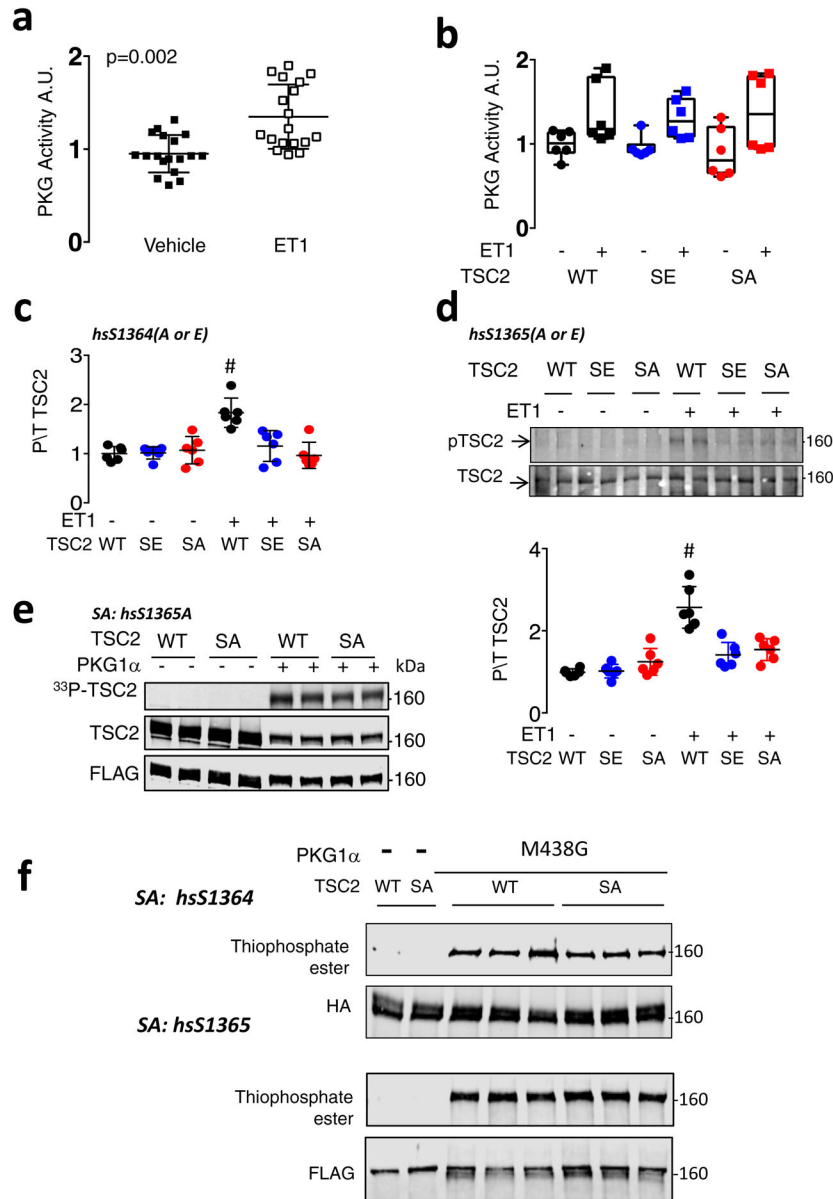 a
p=0.002
PKG Activity A.U.
2
1
0
Vehicle ET1
b
PKG Activity A.U.
2
1
0
ET1 - + - + - +
TSC2 WT SE SA
c
hsS1364(A or E)
P\T TSC2
3
2
1
0
#
ET1 - - - + + +
TSC2 WT SE SA WT SE SA
d
hsS1365(A or E)
TSC2 WT SE SA WT SE SA
ET1 - - - + + +
pTSC2 160
TSC2 160
P\T TSC2
4
2
0
#
ET1 - - - + + +
TSC2 WT SE SA WT SE SA
e
SA: hsS1365A
TSC2 WT SA WT SA
PKG1α - - - - + + + + kDa
³³P-TSC2 160
TSC2 160
FLAG 160
f
PKG1α - - M438G
TSC2 WT SA WT SA
SA: hsS1364
Thiophosphate ester 160
HA 160
SA: hsS1365
Thiophosphate ester 160
FLAG 160